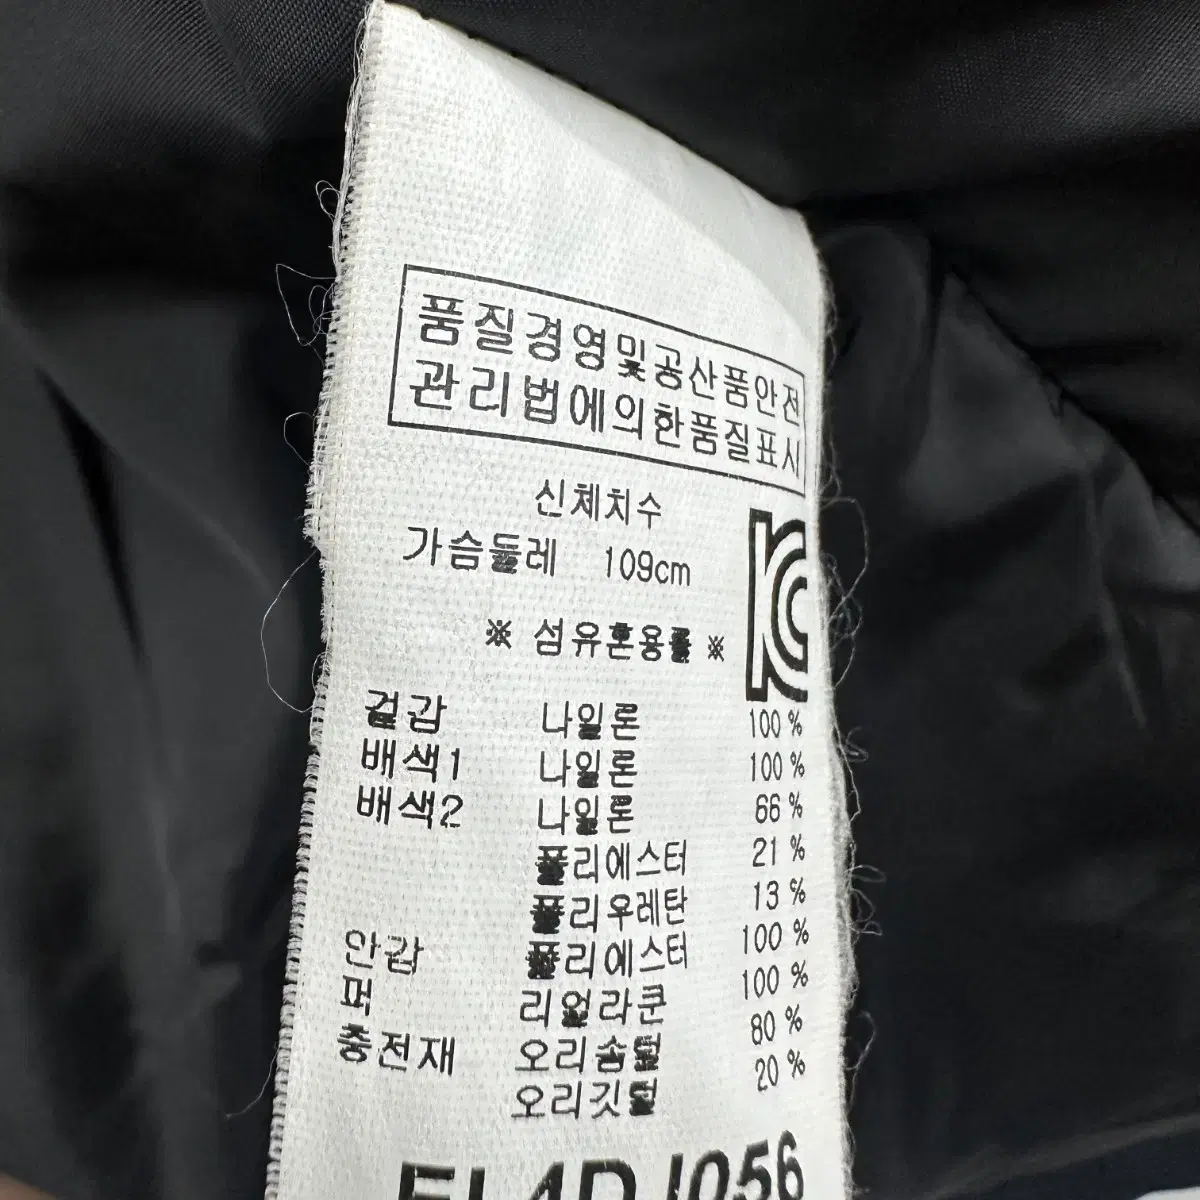 품질경영및공산품안전
관리법에의한품질표시
신체치수
가슴둘레 109cm
※ 섬유혼용률 ※
겉감 나일론 100 %
배색1 나일론 100 %
배색2 나일론 66 %
폴리에스터 21 %
폴리우레탄 13 %
안감 폴리에스터 100 %
퍼 리얼라쿤 100 %
충전재 오리솜털 80 %
오리깃털 20 %